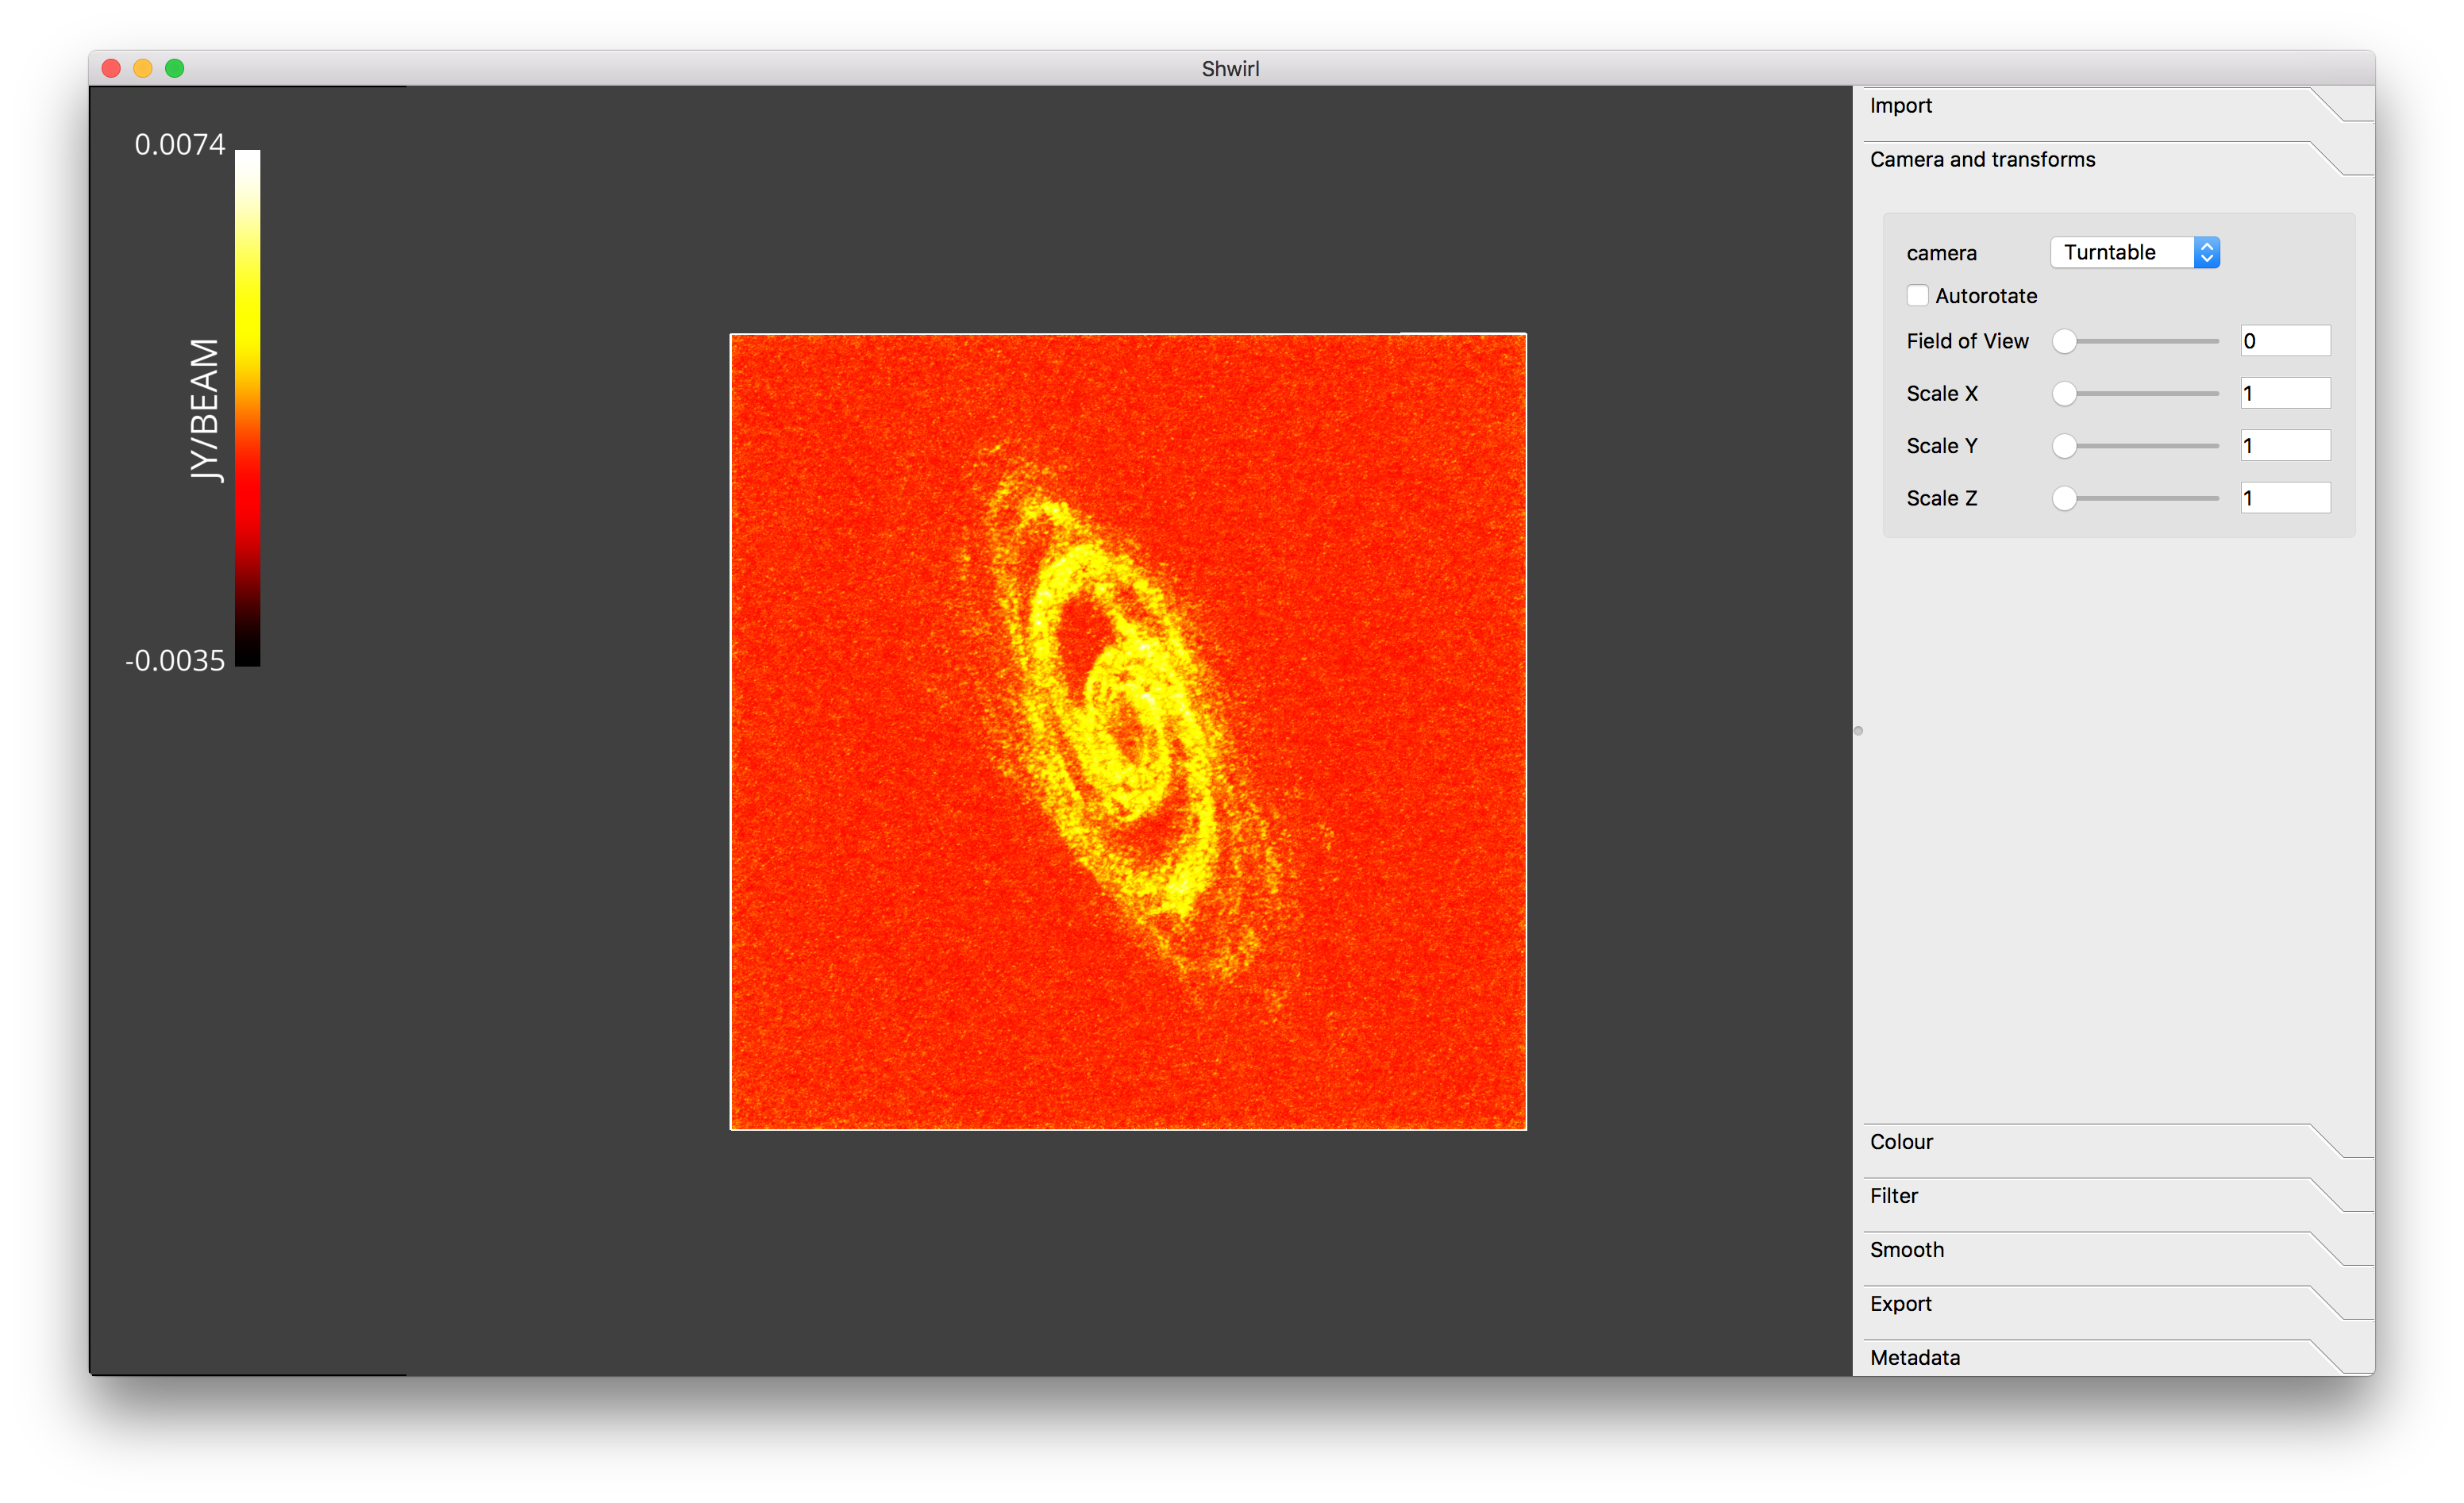 Shwirl
0.0074
JY/BEAM
-0.0035
Import
Camera and transforms
camera Turntable
Autorotate
Field of View 0
Scale X 1
Scale Y 1
Scale Z 1
Colour
Filter
Smooth
Export
Metadata